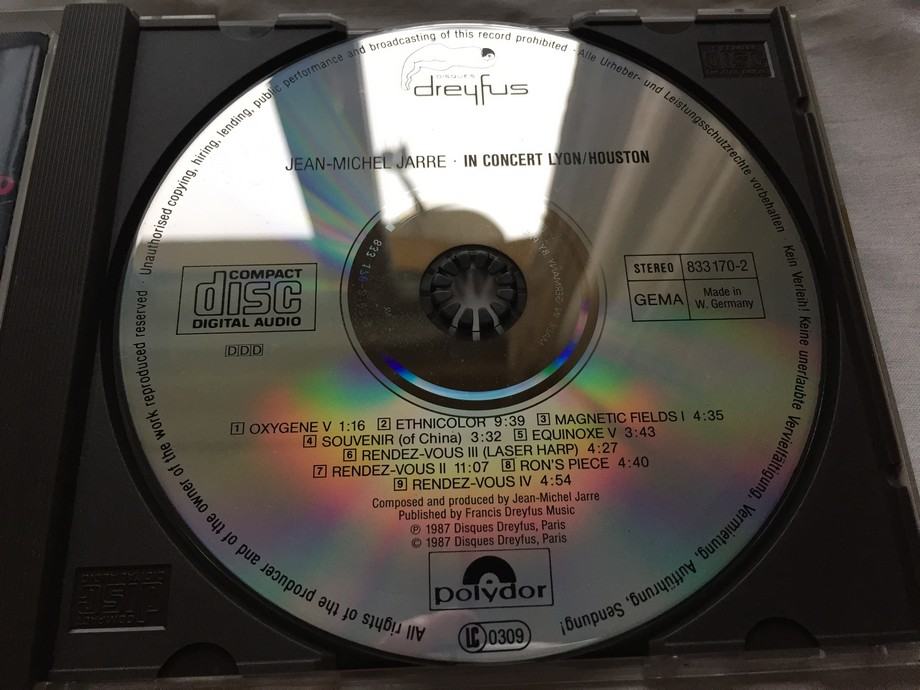 Unauthorised copying, hiring, lending, public performance and broadcasting of this record prohibited · Alle Urheber- und Leistungsschutzrechte vorbehalten Kein Verleih! Keine unerlaubte Vervielfältigung, Vermietung, Aufführung, Sendung!
DISQUES
dreyfus
JEAN-MICHEL JARRE · IN CONCERT LYON/HOUSTON
COMPACT
disc
DIGITAL AUDIO
STEREO 833 170-2
GEMA Made in
W. Germany
DDD
1 OXYGENE V 1:16 2 ETHNICOLOR 9:39 3 MAGNETIC FIELDS I 4:35
4 SOUVENIR (of China) 3:32 5 EQUINOXE V 3:43
6 RENDEZ-VOUS III (LASER HARP) 4:27
7 RENDEZ-VOUS II 11:07 8 RON'S PIECE 4:40
9 RENDEZ-VOUS IV 4:54
Composed and produced by Jean-Michel Jarre
Published by Francis Dreyfus Music
℗ 1987 Disques Dreyfus, Paris
© 1987 Disques Dreyfus, Paris
polydor
LC 0309
All rights of the producer and of the owner of the work reproduced reserved ·